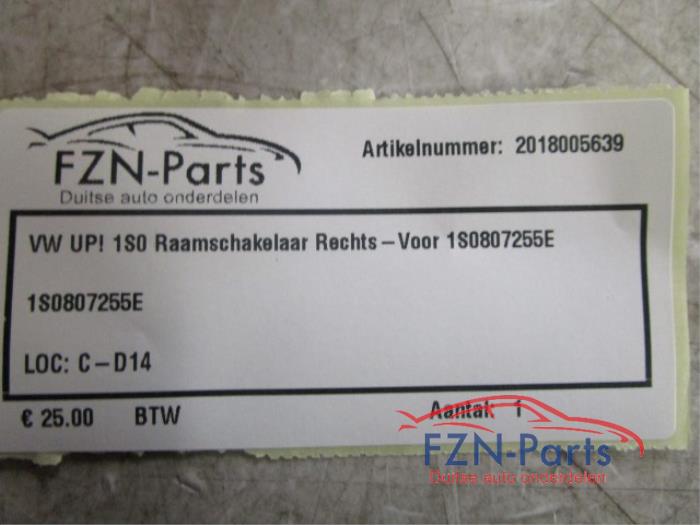 FZN-Parts
Duitse auto onderdelen
Artikelnummer: 2018005639
VW UP! 1S0 Raamschakelaar Rechts-Voor 1S0807255E
1S0807255E
LOC: C-D14
€ 25.00 BTW Aantal: 1
FZN-Parts
Duitse auto onderdelen